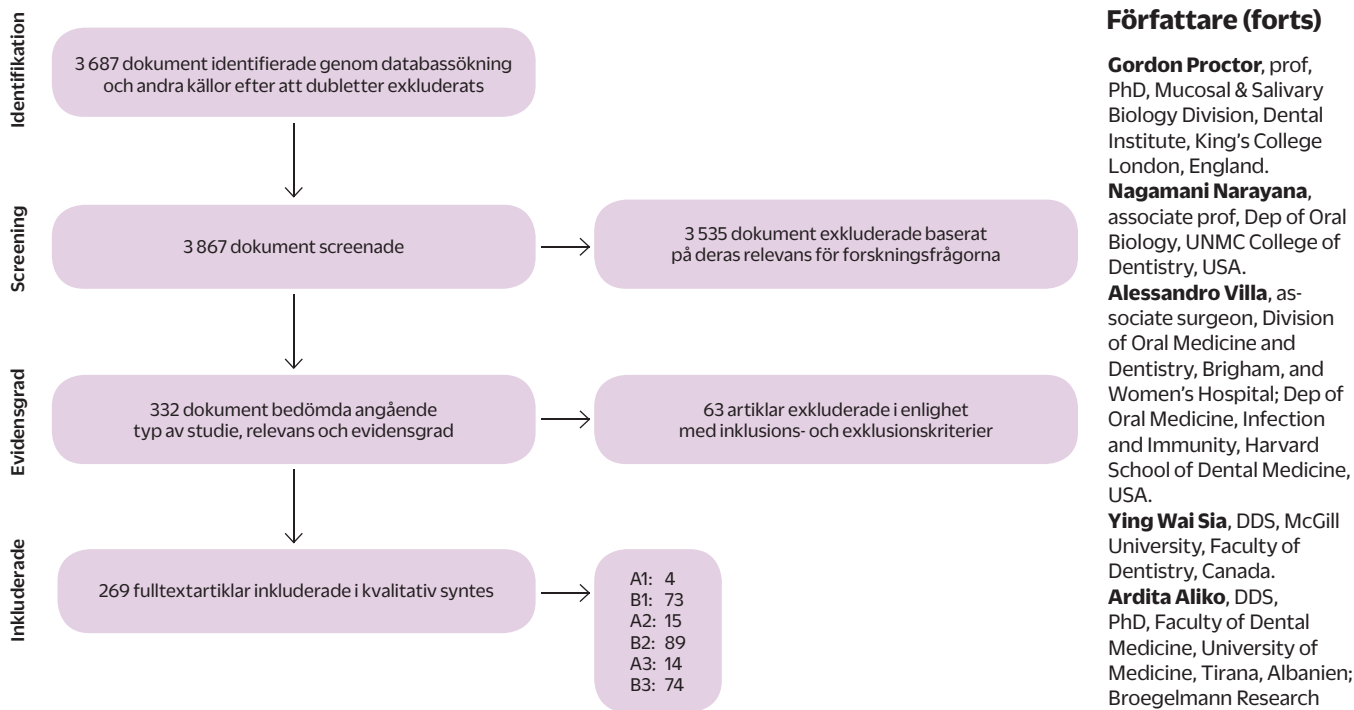 Identifikation
3 687 dokument identifierade genom databassökning
och andra källor efter att dubletter exkluderats
Screening
3 867 dokument screenade
3 535 dokument exkluderade baserat
på deras relevans för forskningsfrågorna
Evidensgrad
332 dokument bedömda angående
typ av studie, relevans och evidensgrad
63 artiklar exkluderade i enlighet
med inklusions- och exklusionskriterier
Inkluderade
269 fulltextartiklar inkluderade i kvalitativ syntes
A1: 4
B1: 73
A2: 15
B2: 89
A3: 14
B3: 74
Författare (forts)
Gordon Proctor, prof,
PhD, Mucosal & Salivary
Biology Division, Dental
Institute, King's College
London, England.
Nagamani Narayana,
associate prof, Dep of Oral
Biology, UNMC College of
Dentistry, USA.
Alessandro Villa, as-
sociate surgeon, Division
of Oral Medicine and
Dentistry, Brigham, and
Women's Hospital; Dep of
Oral Medicine, Infection
and Immunity, Harvard
School of Dental Medicine,
USA.
Ying Wai Sia, DDS, McGill
University, Faculty of
Dentistry, Canada.
Ardita Aliko, DDS,
PhD, Faculty of Dental
Medicine, University of
Medicine, Tirana, Albanien;
Broegelmann Research